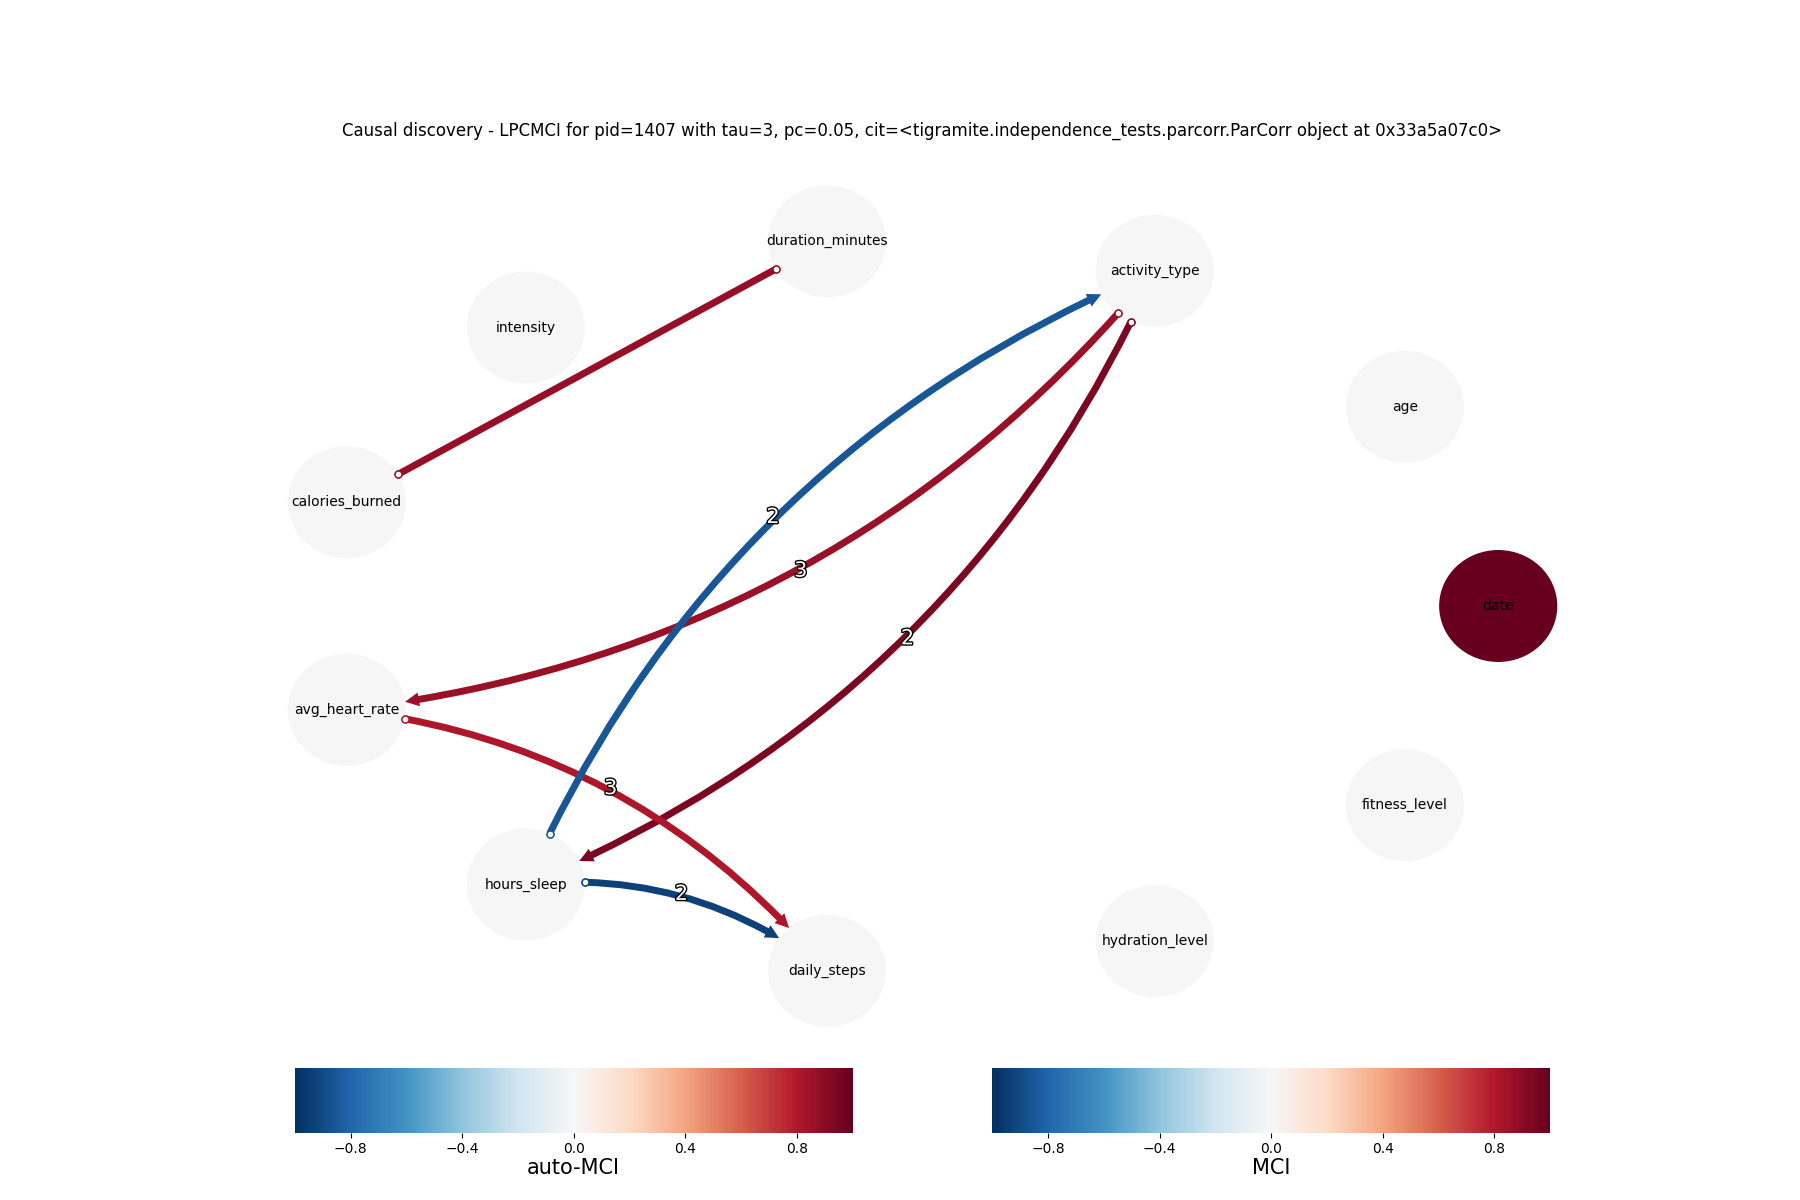 Causal discovery - LPCMCI for pid=1407 with tau=3, pc=0.05, cit=<tigramite.independence_tests.parcorr.ParCorr object at 0x33a5a07c0>
duration_minutes
activity_type
intensity
age
calories_burned
2
3
date
2
avg_heart_rate
3
fitness_level
hours_sleep
2
hydration_level
daily_steps
−0.8 −0.4 0.0 0.4 0.8
auto-MCI
−0.8 −0.4 0.0 0.4 0.8
MCI